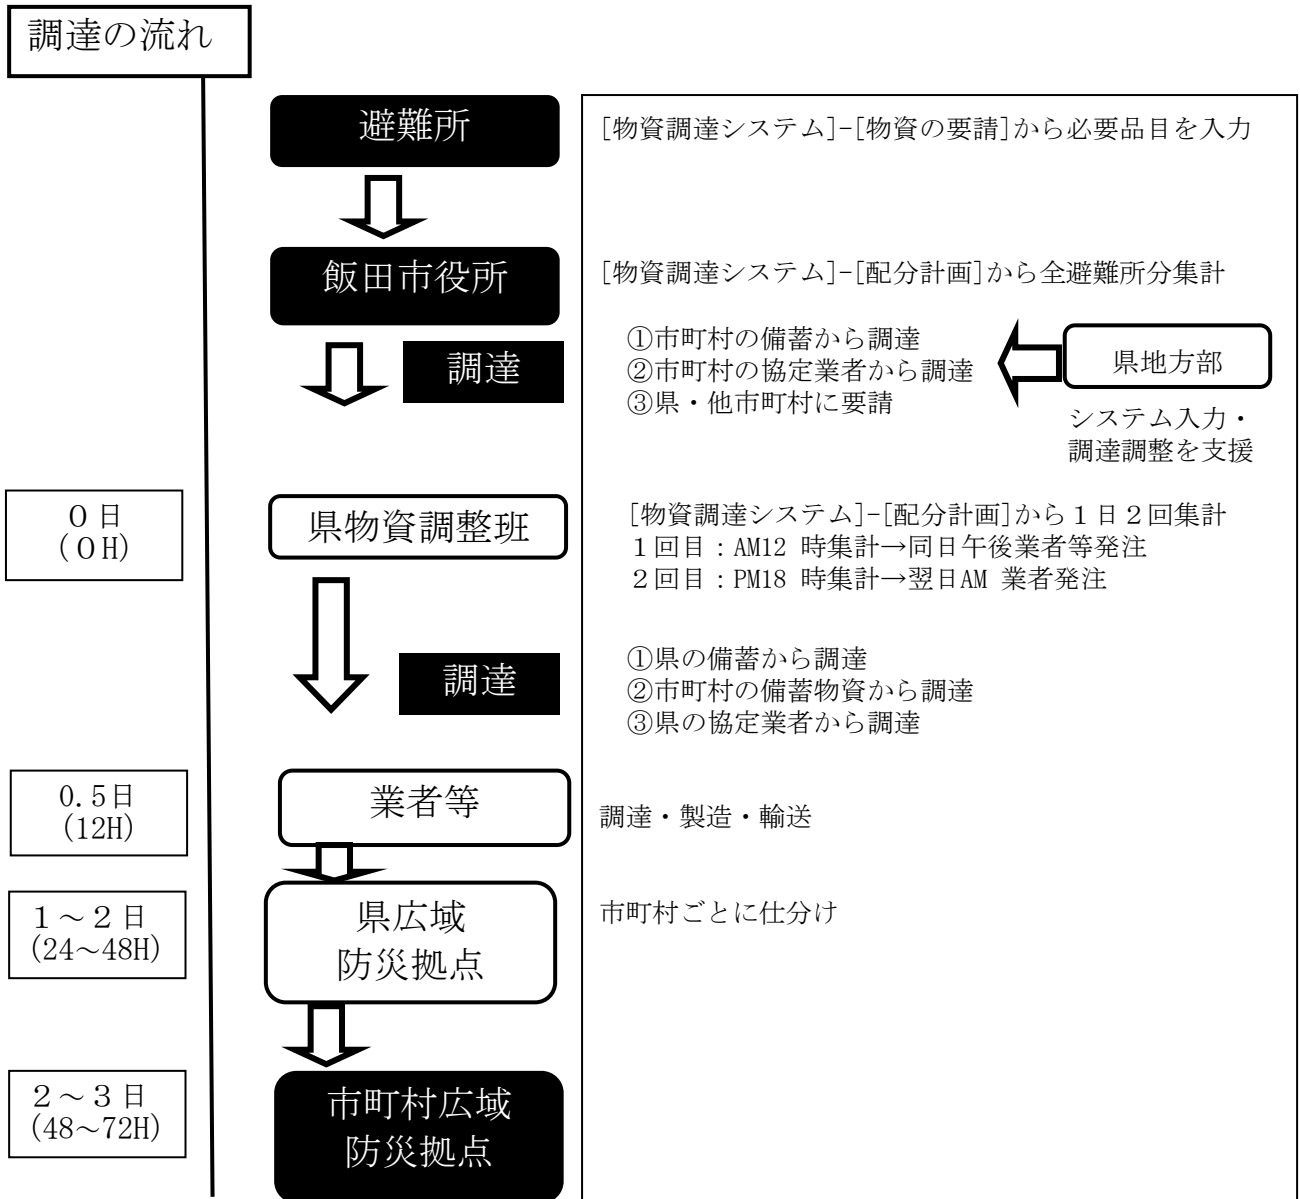 調達の流れ
避難所
[物資調達システム]-[物資の要請]から必要品目を入力
飯田市役所
[物資調達システム]-[配分計画]から全避難所分集計
調達
①市町村の備蓄から調達
②市町村の協定業者から調達
③県・他市町村に要請
県地方部
システム入力・
調達調整を支援
０日
(０H)
県物資調整班
[物資調達システム]-[配分計画]から１日２回集計
１回目：AM12 時集計→同日午後業者等発注
２回目：PM18 時集計→翌日AM 業者発注
調達
①県の備蓄から調達
②市町村の備蓄物資から調達
③県の協定業者から調達
0.5日
(12H)
業者等
調達・製造・輸送
１～２日
(24～48H)
県広域
防災拠点
市町村ごとに仕分け
２～３日
(48～72H)
市町村広域
防災拠点